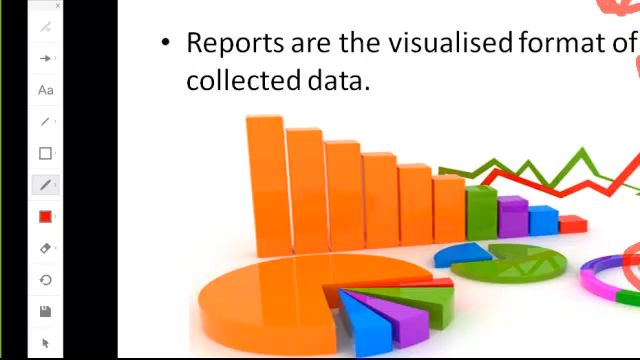 Aa
• Reports are the visualised format of
collected data.